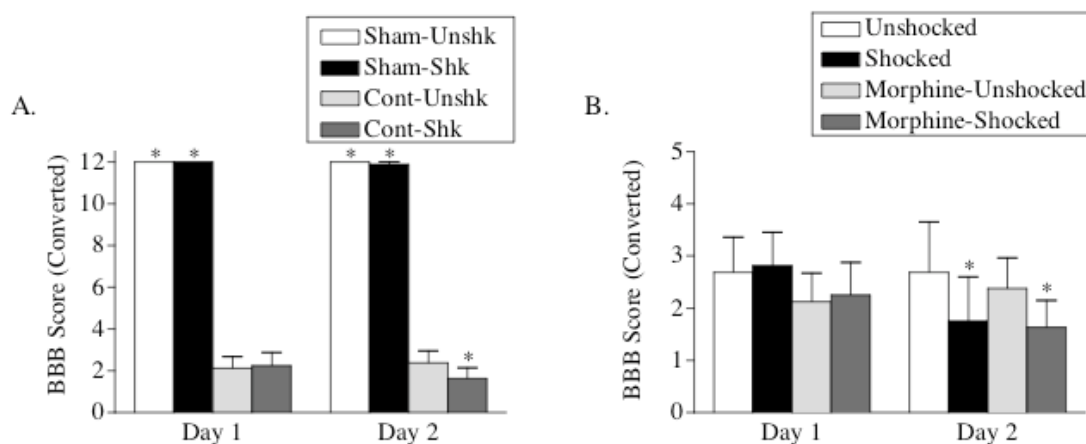 A.
Sham-Unshk
Sham-Shk
Cont-Unshk
Cont-Shk
BBB Score (Converted)
12
10
8
6
4
2
0
* * * *
*
Day 1 Day 2
B.
Unshocked
Shocked
Morphine-Unshocked
Morphine-Shocked
BBB Score (Converted)
5
4
3
2
1
0
*
*
Day 1 Day 2